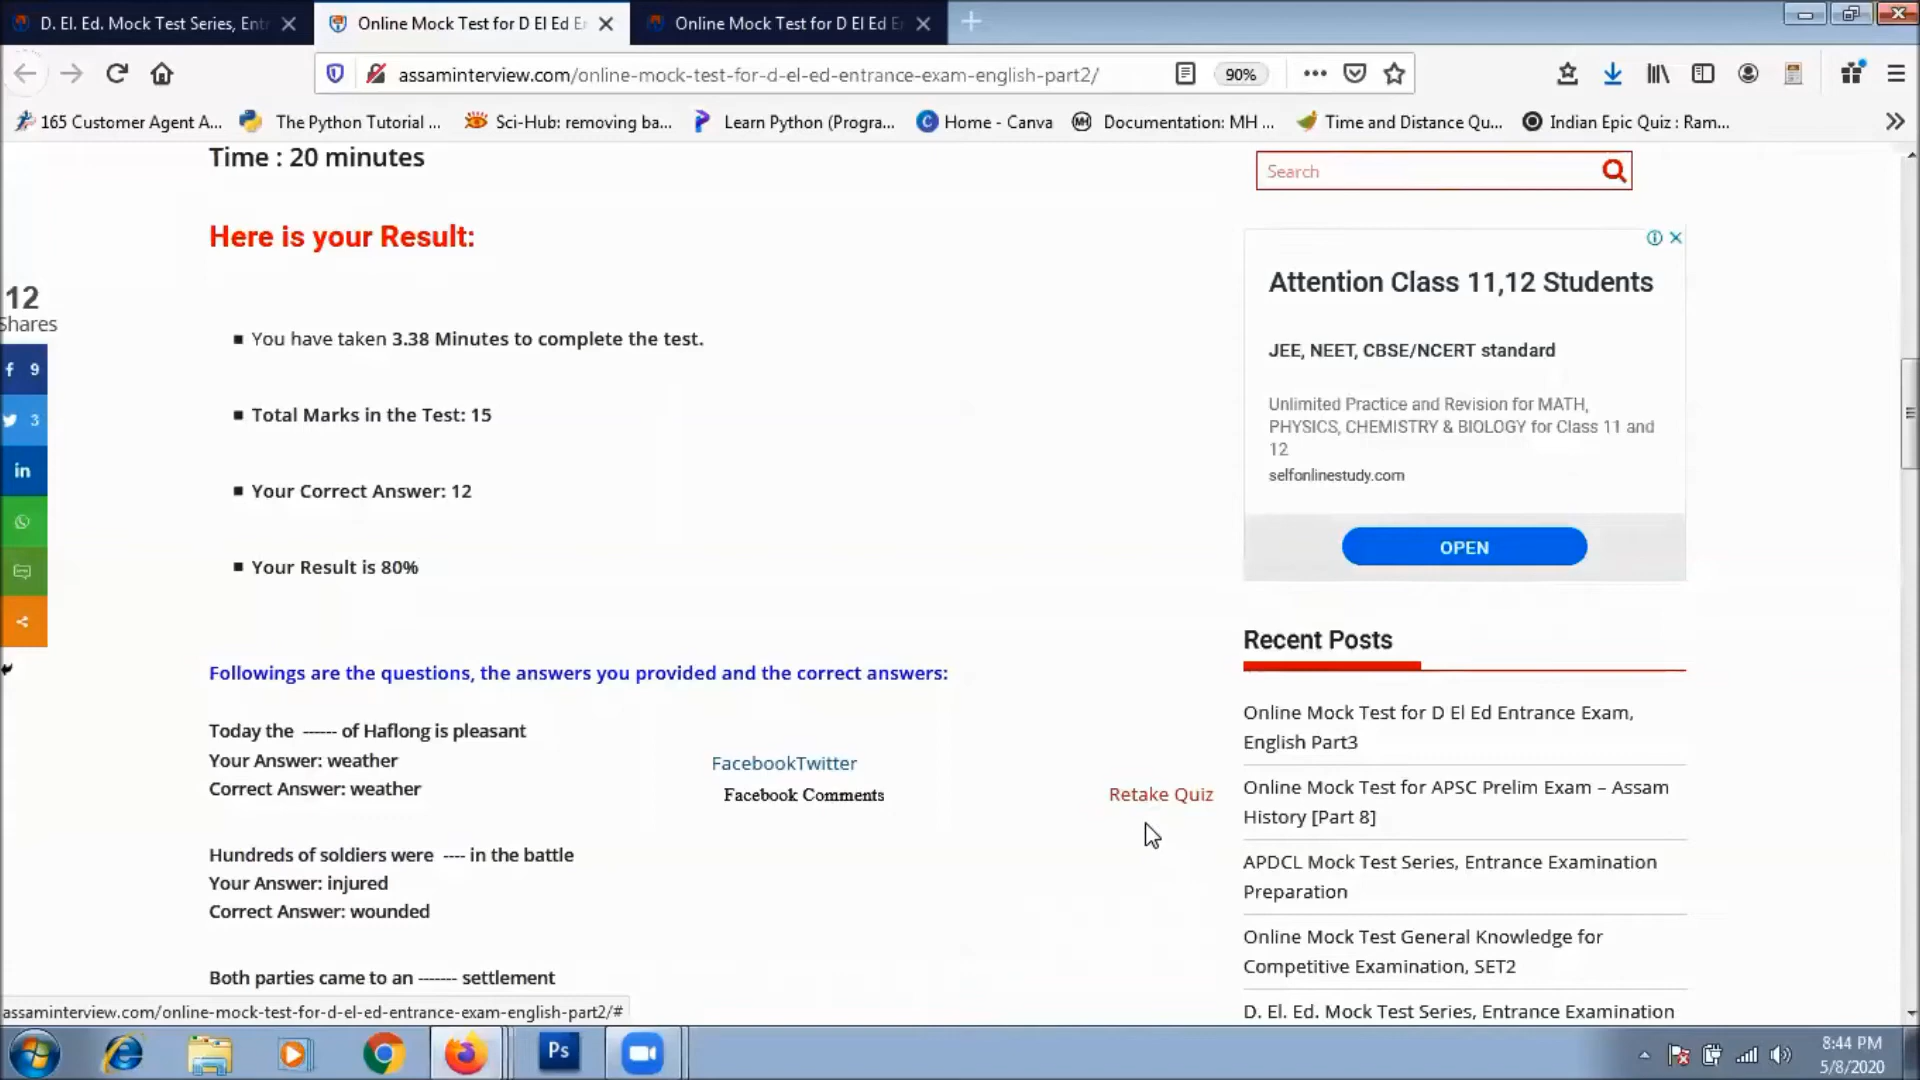 D. El. Ed. Mock Test Series, Entr
Online Mock Test for D El Ed E
Online Mock Test for D El Ed E
assaminterview.com/online-mock-test-for-d-el-ed-entrance-exam-english-part2/
90%
165 Customer Agent A...
The Python Tutorial ...
Sci-Hub: removing ba...
Learn Python (Progra...
Home - Canva
Documentation: MH ...
Time and Distance Qu...
Indian Epic Quiz : Ram...
Time : 20 minutes
Search
Here is your Result:
12
Shares
9
3
You have taken 3.38 Minutes to complete the test.
Total Marks in the Test: 15
Your Correct Answer: 12
Your Result is 80%
Followings are the questions, the answers you provided and the correct answers:
Today the ------ of Haflong is pleasant
Your Answer: weather
Correct Answer: weather
FacebookTwitter
Facebook Comments
Retake Quiz
Hundreds of soldiers were ---- in the battle
Your Answer: injured
Correct Answer: wounded
Both parties came to an ------- settlement
Attention Class 11,12 Students
JEE, NEET, CBSE/NCERT standard
Unlimited Practice and Revision for MATH,
PHYSICS, CHEMISTRY & BIOLOGY for Class 11 and
12
selfonlinestudy.com
OPEN
Recent Posts
Online Mock Test for D El Ed Entrance Exam,
English Part3
Online Mock Test for APSC Prelim Exam – Assam
History [Part 8]
APDCL Mock Test Series, Entrance Examination
Preparation
Online Mock Test General Knowledge for
Competitive Examination, SET2
D. El. Ed. Mock Test Series, Entrance Examination
assaminterview.com/online-mock-test-for-d-el-ed-entrance-exam-english-part2/#
Ps
8:44 PM
5/8/2020